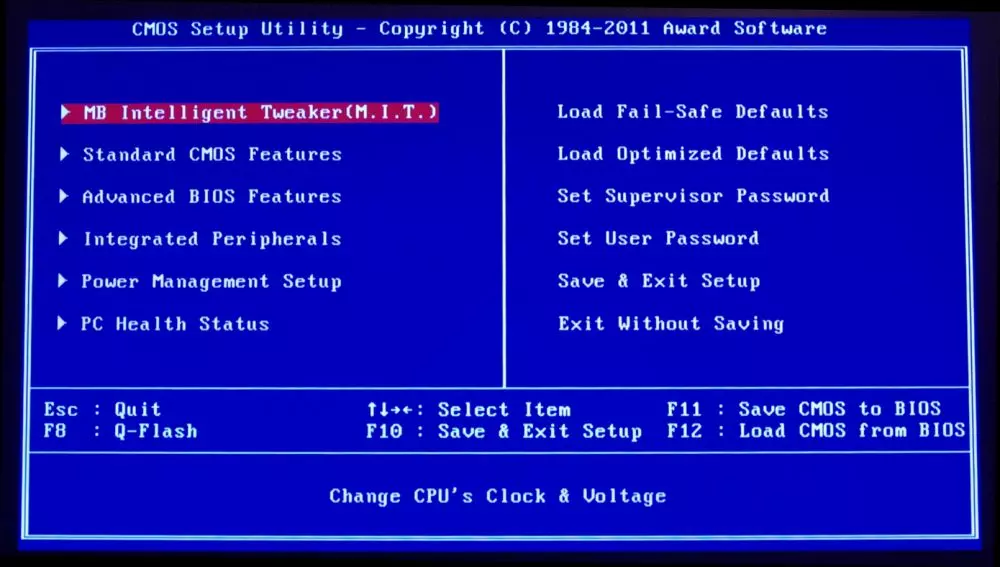 CMOS Setup Utility - Copyright (C) 1984-2011 Award Software
MB Intelligent Tweaker(M.I.T.)
Standard CMOS Features
Advanced BIOS Features
Integrated Peripherals
Power Management Setup
PC Health Status
Load Fail-Safe Defaults
Load Optimized Defaults
Set Supervisor Password
Set User Password
Save & Exit Setup
Exit Without Saving
Esc : Quit
F8 : Q-Flash
↑↓→←: Select Item
F10 : Save & Exit Setup
F11 : Save CMOS to BIOS
F12 : Load CMOS from BIOS
Change CPU's Clock & Voltage